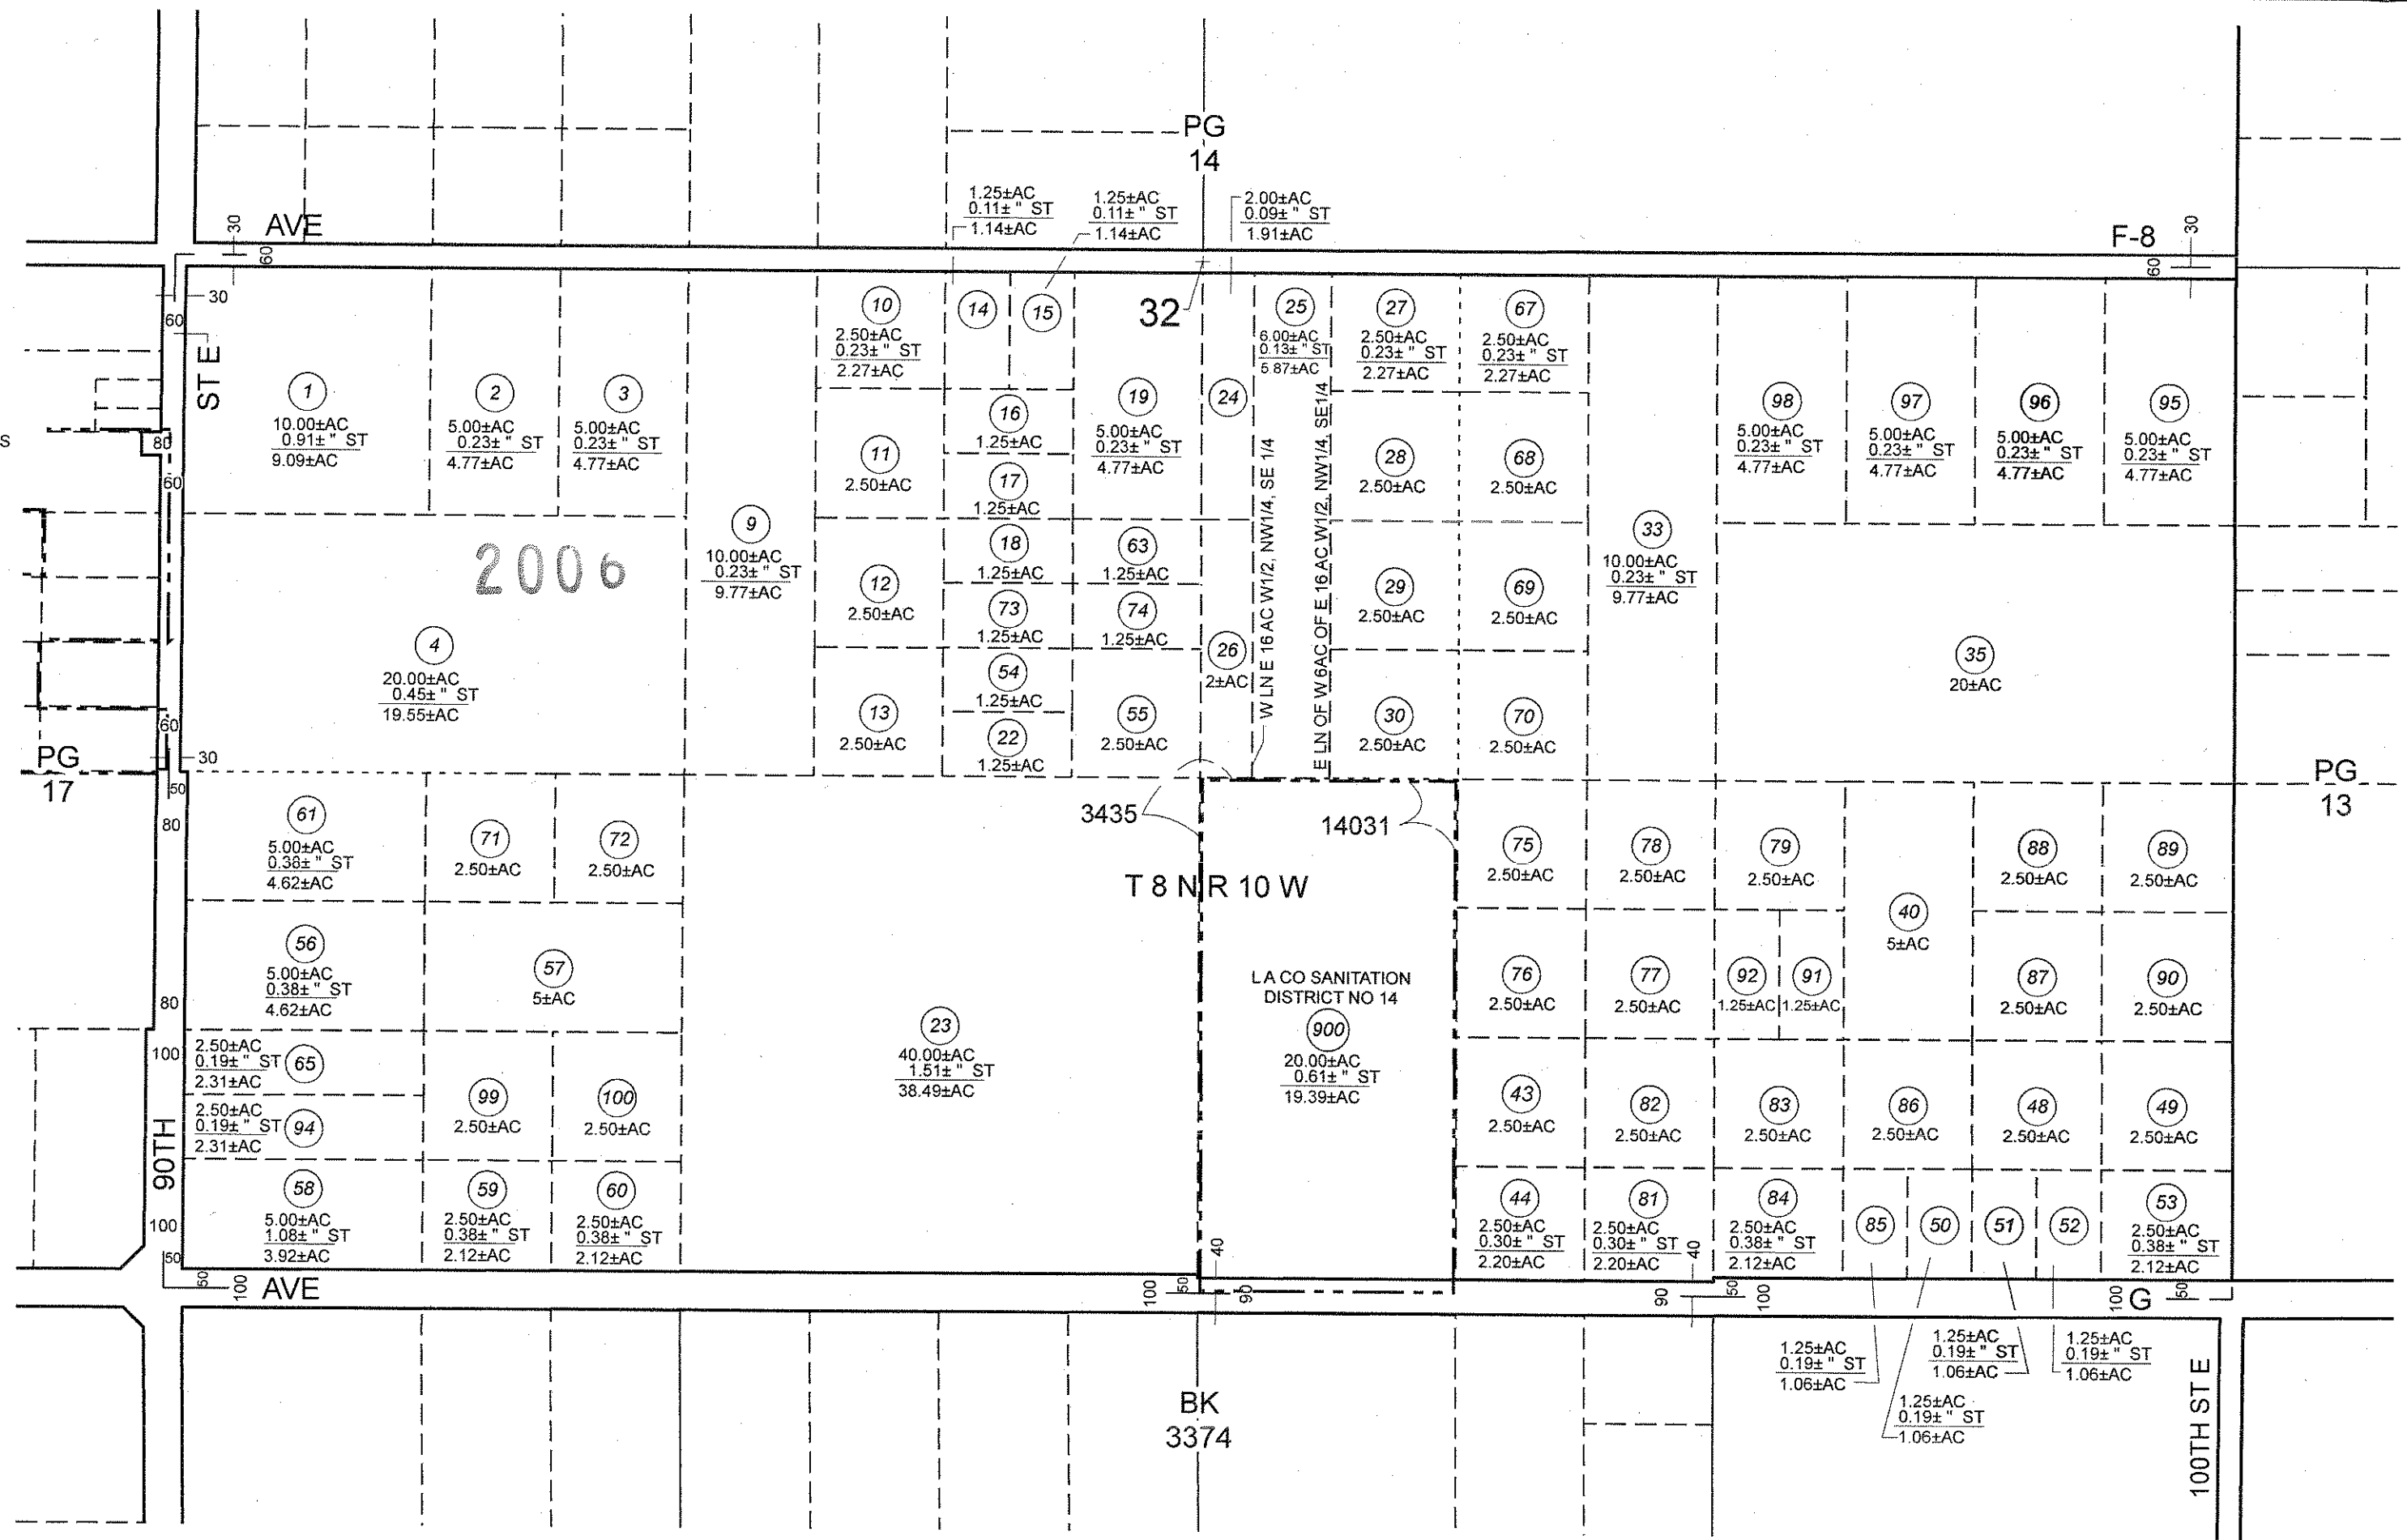 PG
14
1.25±AC
0.11± " ST
1.14±AC
1.25±AC
0.11± " ST
1.14±AC
2.00±AC
0.09± " ST
1.91±AC
AVE
F-8
30
60
30
60
30
60
ST E
80
60
60
30
50
80
80
100
100
50
90TH
S
32
1
10.00±AC
0.91± " ST
9.09±AC
2
5.00±AC
0.23± " ST
4.77±AC
3
5.00±AC
0.23± " ST
4.77±AC
4
20.00±AC
0.45± " ST
19.55±AC
2006
9
10.00±AC
0.23± " ST
9.77±AC
10
2.50±AC
0.23± " ST
2.27±AC
11
2.50±AC
12
2.50±AC
13
2.50±AC
14
15
16
1.25±AC
17
1.25±AC
18
1.25±AC
73
1.25±AC
54
1.25±AC
22
1.25±AC
19
5.00±AC
0.23± " ST
4.77±AC
63
1.25±AC
74
1.25±AC
55
2.50±AC
24
26
2±AC
25
6.00±AC
0.13± " ST
5.87±AC
W LN E 16 AC W1/2, NW1/4, SE 1/4
E LN OF W 6AC OF E 16 AC W1/2, NW1/4, SE1/4
27
2.50±AC
0.23± " ST
2.27±AC
28
2.50±AC
29
2.50±AC
30
2.50±AC
67
2.50±AC
0.23± " ST
2.27±AC
68
2.50±AC
69
2.50±AC
70
2.50±AC
33
10.00±AC
0.23± " ST
9.77±AC
98
5.00±AC
0.23± " ST
4.77±AC
97
5.00±AC
0.23± " ST
4.77±AC
96
5.00±AC
0.23± " ST
4.77±AC
95
5.00±AC
0.23± " ST
4.77±AC
35
20±AC
PG
17
PG
13
61
5.00±AC
0.38± " ST
4.62±AC
71
2.50±AC
72
2.50±AC
56
5.00±AC
0.38± " ST
4.62±AC
57
5±AC
2.50±AC
0.19± " ST
2.31±AC
65
2.50±AC
0.19± " ST
2.31±AC
94
99
2.50±AC
100
2.50±AC
58
5.00±AC
1.08± " ST
3.92±AC
59
2.50±AC
0.38± " ST
2.12±AC
60
2.50±AC
0.38± " ST
2.12±AC
3435
14031
T 8 N R 10 W
23
40.00±AC
1.51± " ST
38.49±AC
LA CO SANITATION
DISTRICT NO 14
900
20.00±AC
0.61± " ST
19.39±AC
75
2.50±AC
78
2.50±AC
79
2.50±AC
40
5±AC
88
2.50±AC
89
2.50±AC
76
2.50±AC
77
2.50±AC
92
1.25±AC
91
1.25±AC
87
2.50±AC
90
2.50±AC
43
2.50±AC
82
2.50±AC
83
2.50±AC
86
2.50±AC
48
2.50±AC
49
2.50±AC
44
2.50±AC
0.30± " ST
2.20±AC
81
2.50±AC
0.30± " ST
2.20±AC
84
2.50±AC
0.38± " ST
2.12±AC
85
50
51
52
53
2.50±AC
0.38± " ST
2.12±AC
50
100
AVE
100
50
40
90
90
40
50
100
100
50
G
1.25±AC
0.19± " ST
1.06±AC
1.25±AC
0.19± " ST
1.06±AC
1.25±AC
0.19± " ST
1.06±AC
1.25±AC
0.19± " ST
1.06±AC
BK
3374
100TH ST E